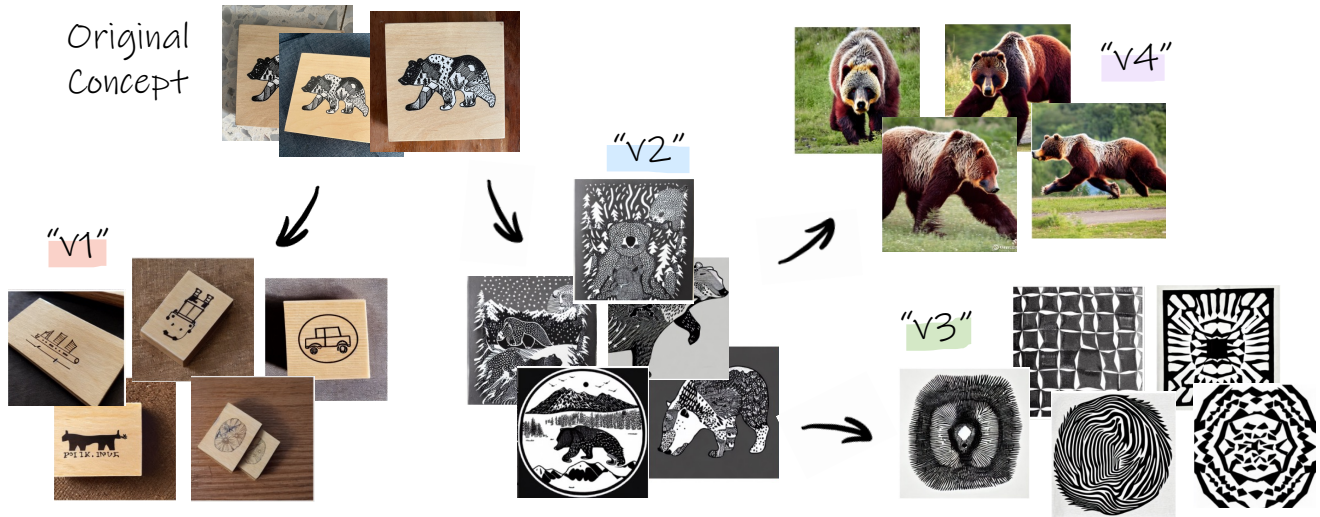 Original
Concept
“v1”
“v2”
“v4”
“v3”